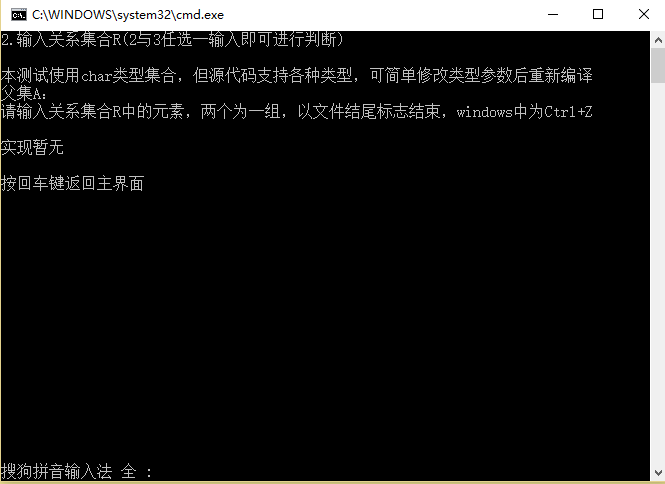 C:\WINDOWS\system32\cmd.exe
2.输入关系集合R(2与3任选一输入即可进行判断)
本测试使用char类型集合，但源代码支持各种类型，可简单修改类型参数后重新编译
父集A:
请输入关系集合R中的元素，两个为一组，以文件结尾标志结束，windows中为Ctrl+Z
实现暂无
按回车键返回主界面
搜狗拼音输入法 全 :